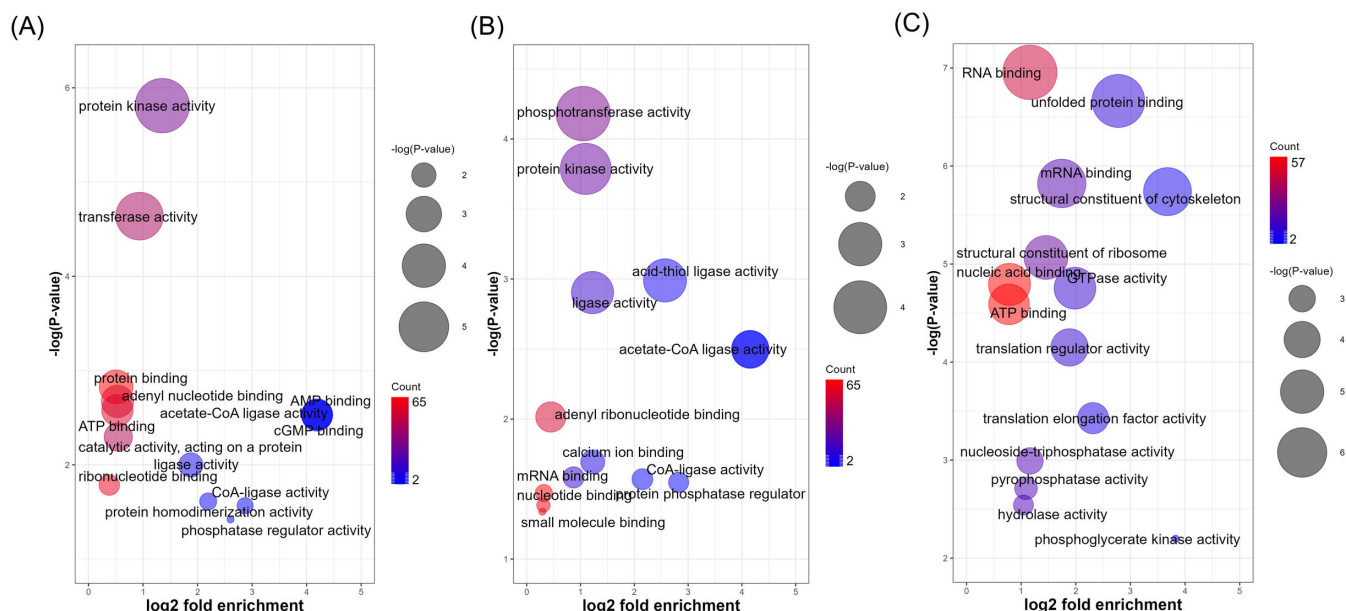 (A)
6
4
2
-log(P-value)
protein kinase activity
transferase activity
protein binding
adenyl nucleotide binding
AMP binding
acetate-CoA ligase activity
ATP binding
cGMP binding
catalytic activity, acting on a protein
ligase activity
ribonucleotide binding
CoA-ligase activity
protein homodimerization activity
phosphatase regulator activity
0 1 2 3 4 5
log2 fold enrichment
-log(P-value)
2
3
4
5
Count
65
2
(B)
4
3
2
1
-log(P-value)
phosphotransferase activity
protein kinase activity
acid-thiol ligase activity
ligase activity
acetate-CoA ligase activity
adenyl ribonucleotide binding
calcium ion binding
mRNA binding
CoA-ligase activity
nucleotide binding
protein phosphatase regulator
small molecule binding
0 1 2 3 4 5
log2 fold enrichment
-log(P-value)
2
3
4
Count
65
2
(C)
7
6
5
4
3
2
-log(P-value)
RNA binding
unfolded protein binding
mRNA binding
structural constituent of cytoskeleton
structural constituent of ribosome
nucleic acid binding
GTPase activity
ATP binding
translation regulator activity
translation elongation factor activity
nucleoside-triphosphatase activity
pyrophosphatase activity
hydrolase activity
phosphoglycerate kinase activity
0 1 2 3 4 5
log2 fold enrichment
Count
57
2
-log(P-value)
3
4
5
6